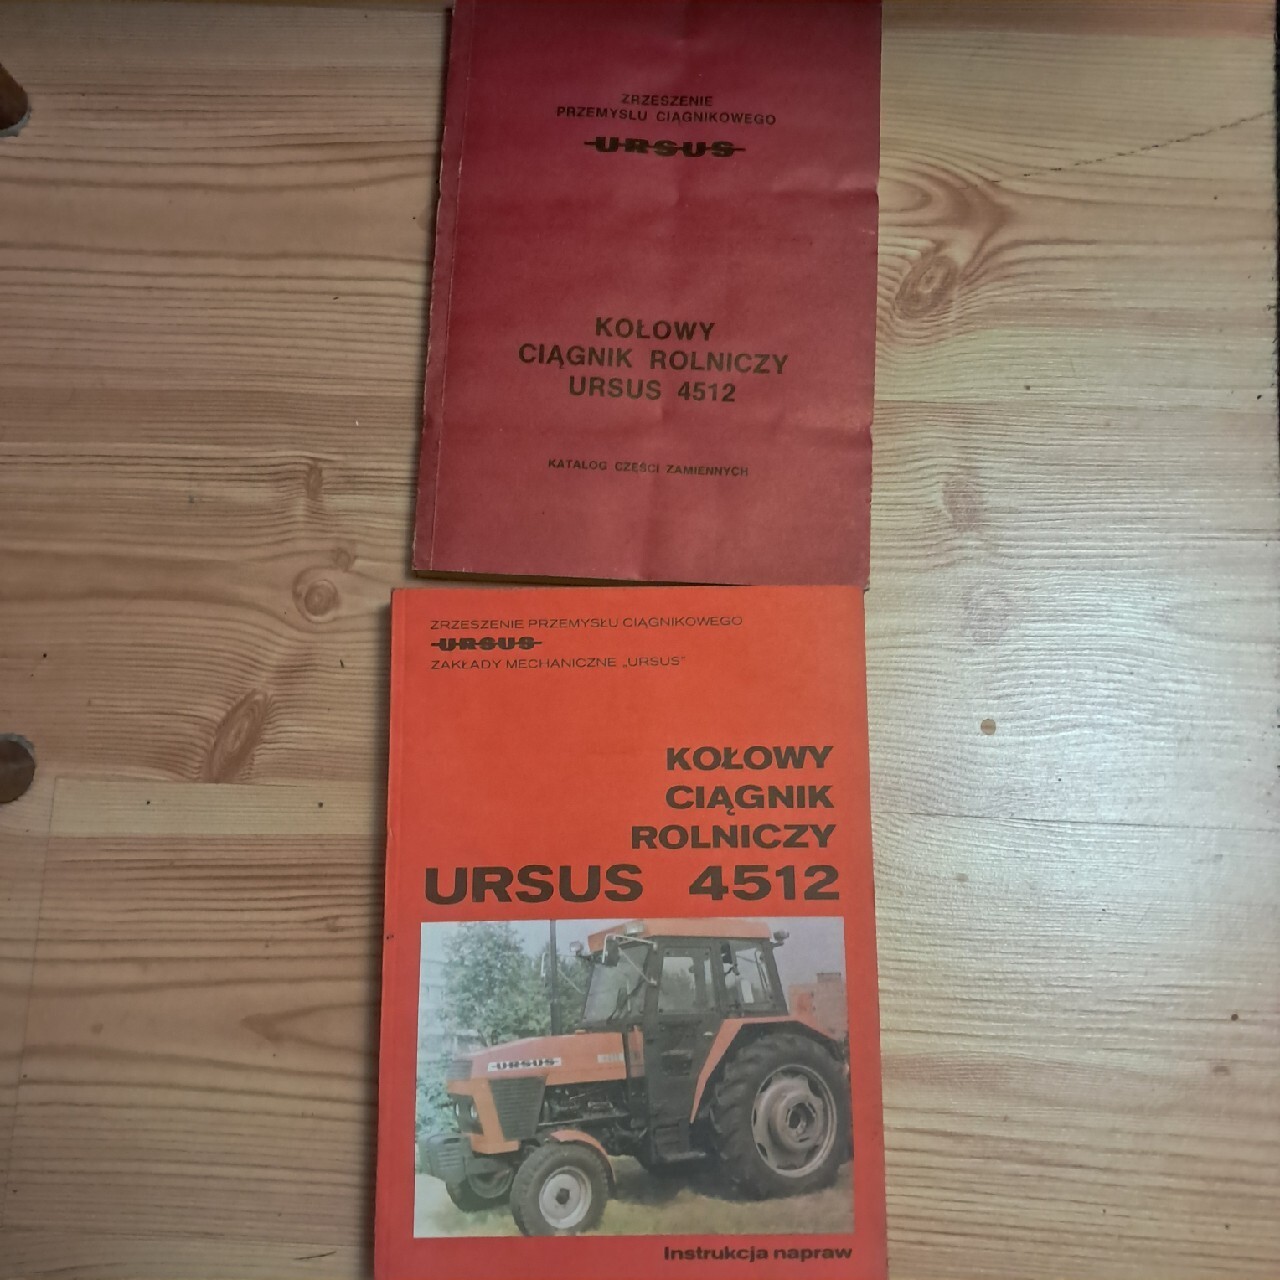 ZRZESZENIE
PRZEMYSŁU CIĄGNIKOWEGO
URSUS
KOŁOWY
CIĄGNIK ROLNICZY
URSUS 4512
KATALOG CZĘŚCI ZAMIENNYCH
ZRZESZENIE PRZEMYSŁU CIĄGNIKOWEGO
URSUS
ZAKŁADY MECHANICZNE „URSUS”
KOŁOWY
CIĄGNIK
ROLNICZY
URSUS 4512
URSUS
Instrukcja napraw